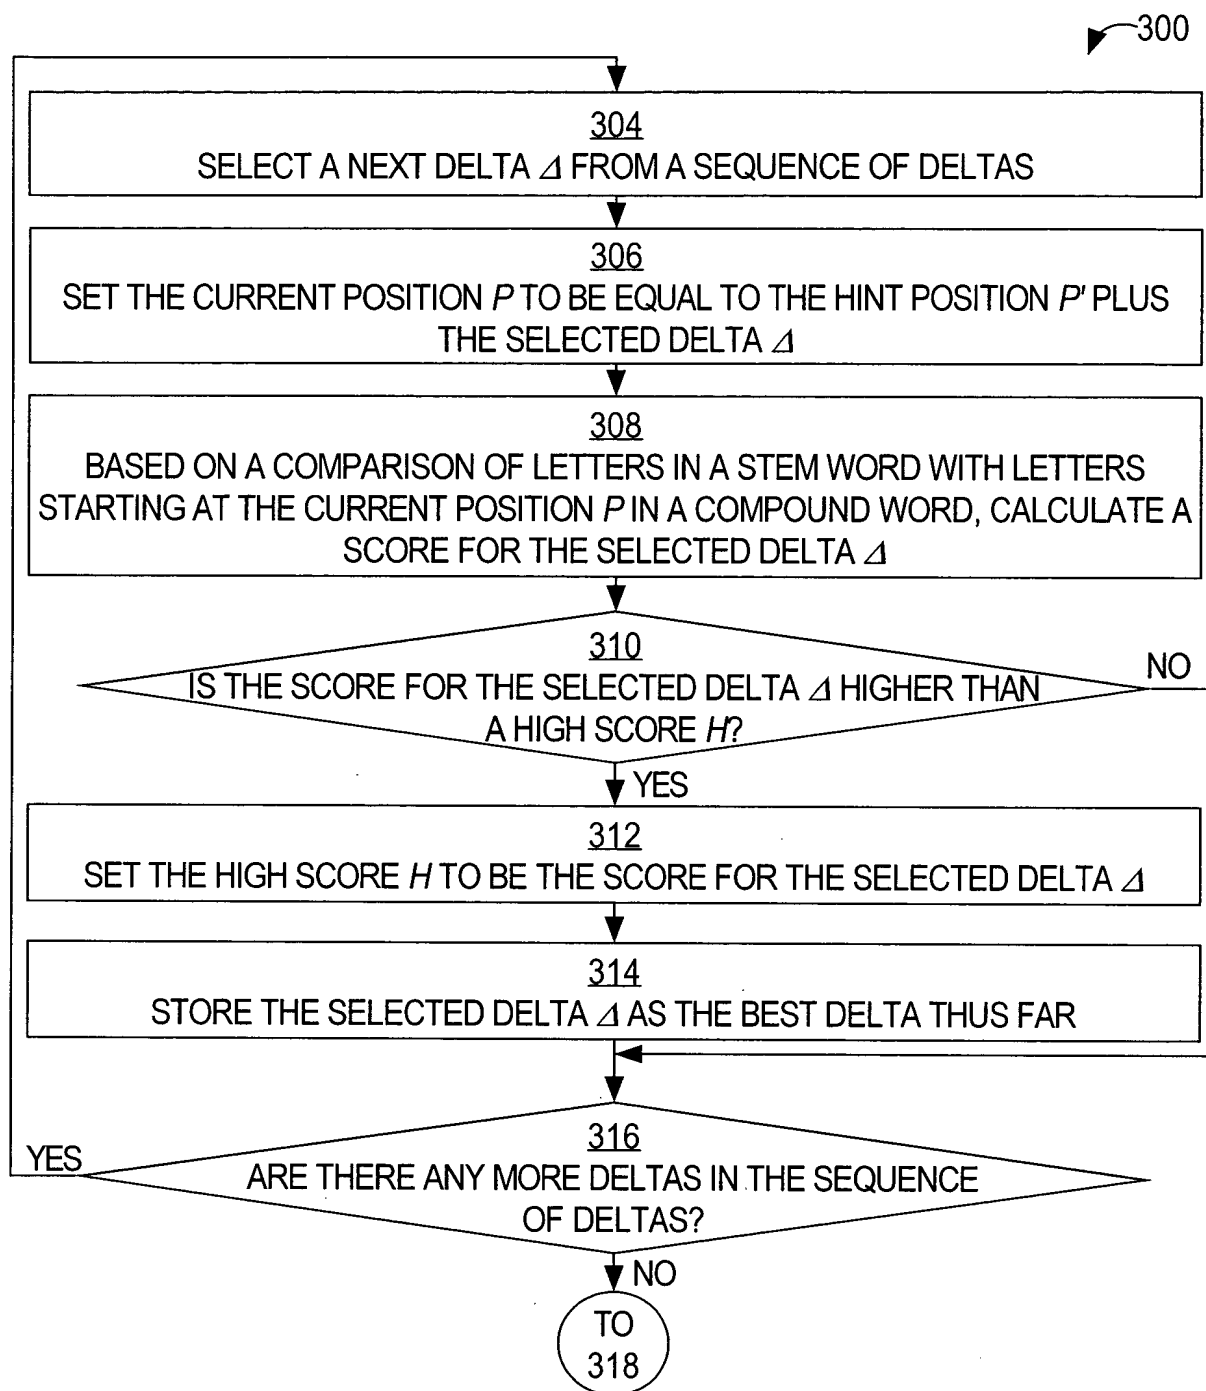 300
304
SELECT A NEXT DELTA Δ FROM A SEQUENCE OF DELTAS
306
SET THE CURRENT POSITION P TO BE EQUAL TO THE HINT POSITION P' PLUS
THE SELECTED DELTA Δ
308
BASED ON A COMPARISON OF LETTERS IN A STEM WORD WITH LETTERS
STARTING AT THE CURRENT POSITION P IN A COMPOUND WORD, CALCULATE A
SCORE FOR THE SELECTED DELTA Δ
310
IS THE SCORE FOR THE SELECTED DELTA Δ HIGHER THAN
A HIGH SCORE H?
NO
YES
312
SET THE HIGH SCORE H TO BE THE SCORE FOR THE SELECTED DELTA Δ
314
STORE THE SELECTED DELTA Δ AS THE BEST DELTA THUS FAR
316
YES
ARE THERE ANY MORE DELTAS IN THE SEQUENCE
OF DELTAS?
NO
TO
318